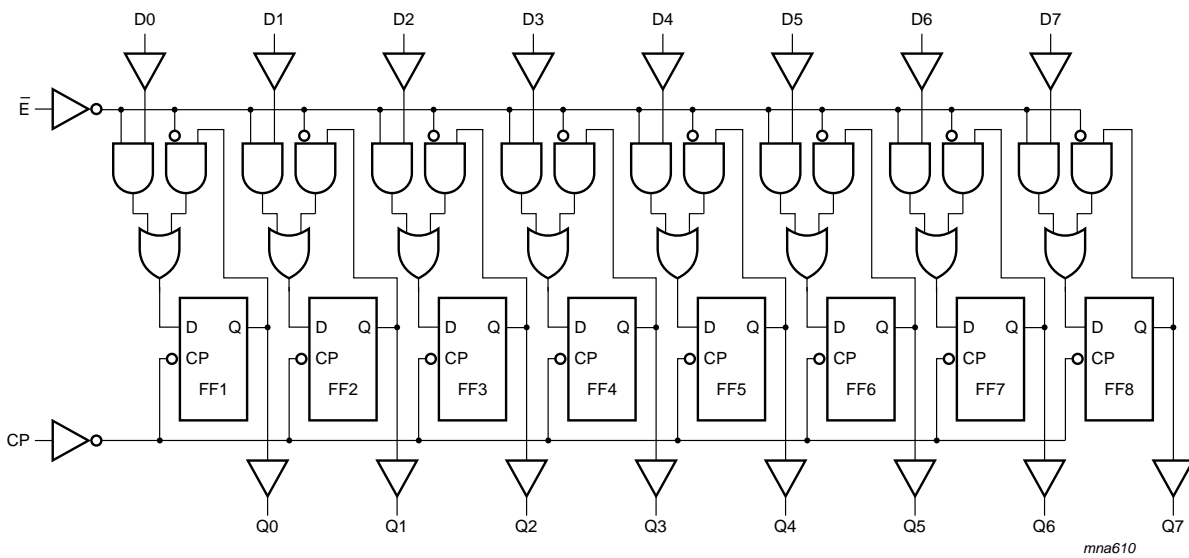 D0 D1 D2 D3 D4 D5 D6 D7
E̅
D Q D Q D Q D Q D Q D Q D Q D Q
CP CP CP CP CP CP CP CP
FF1 FF2 FF3 FF4 FF5 FF6 FF7 FF8
CP
Q0 Q1 Q2 Q3 Q4 Q5 Q6 Q7
mna610